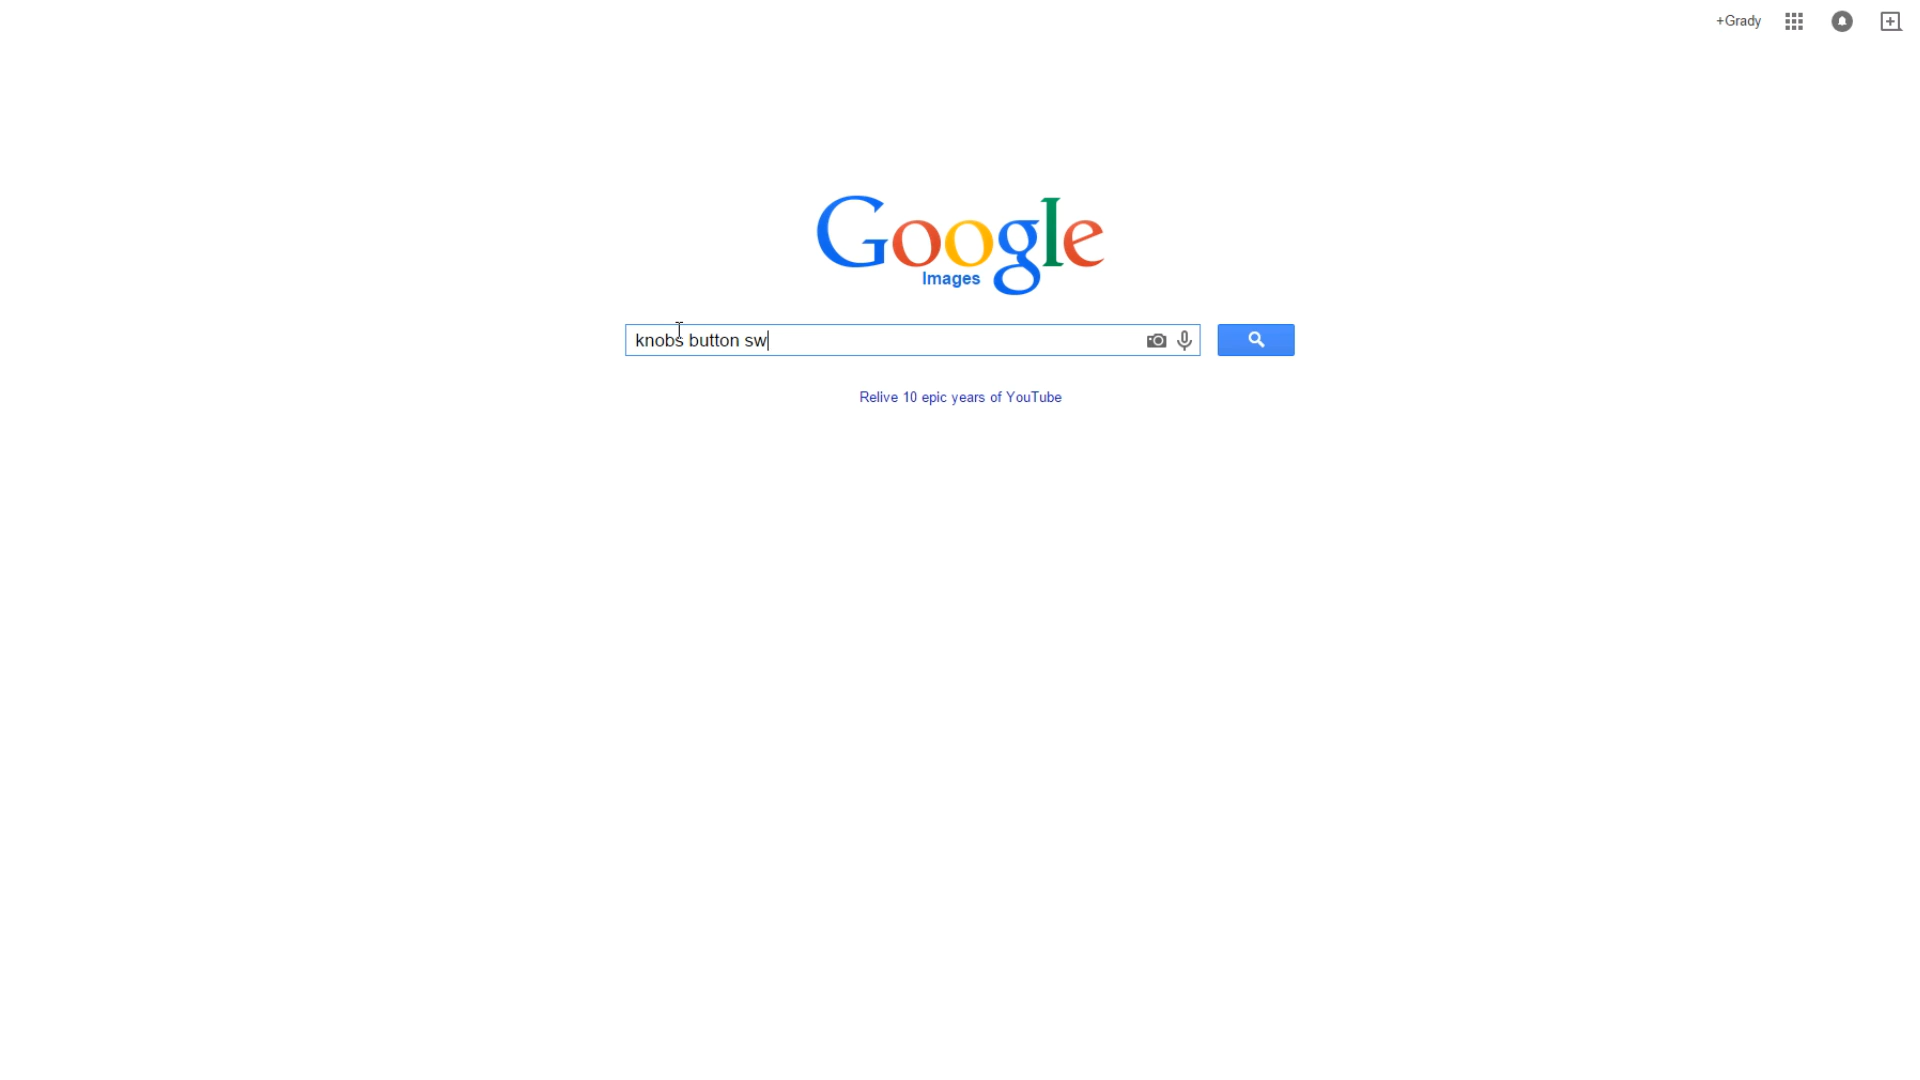 +Grady
Google
Images
knobs button sw
Relive 10 epic years of YouTube